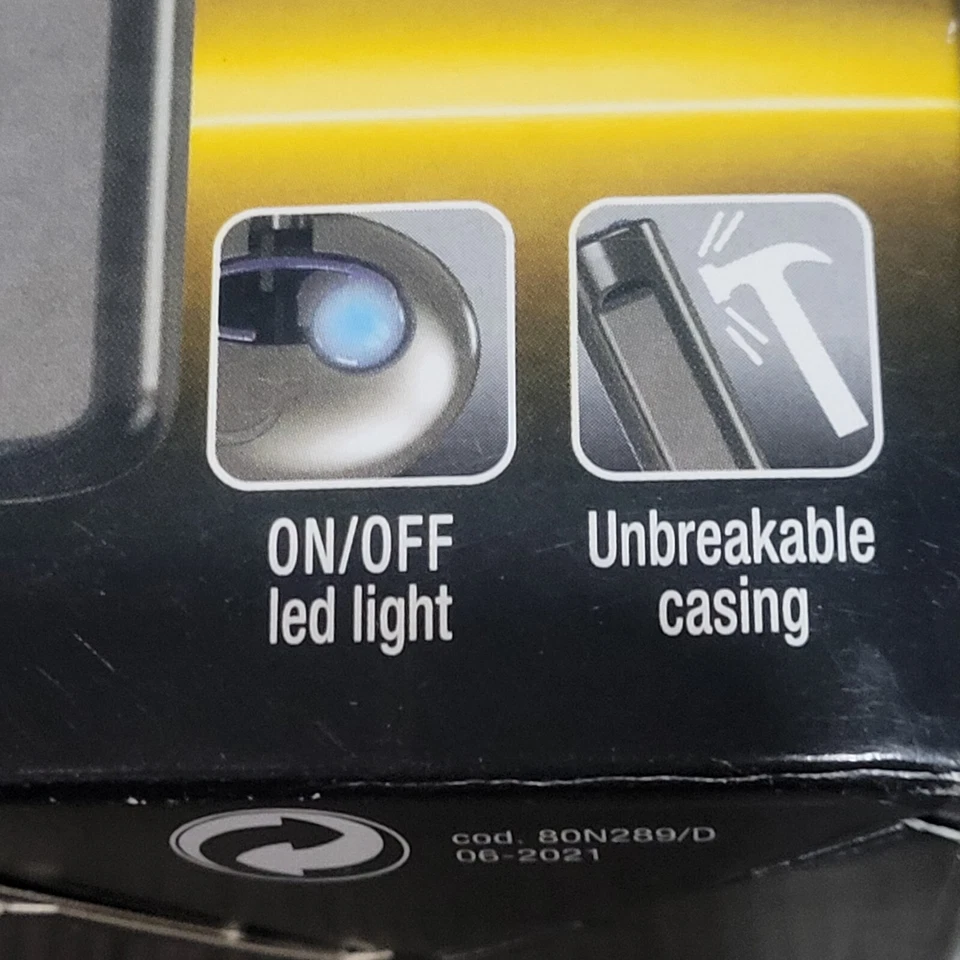 ON/OFF
led light
Unbreakable
casing
cod. 80N289/D
06-2021